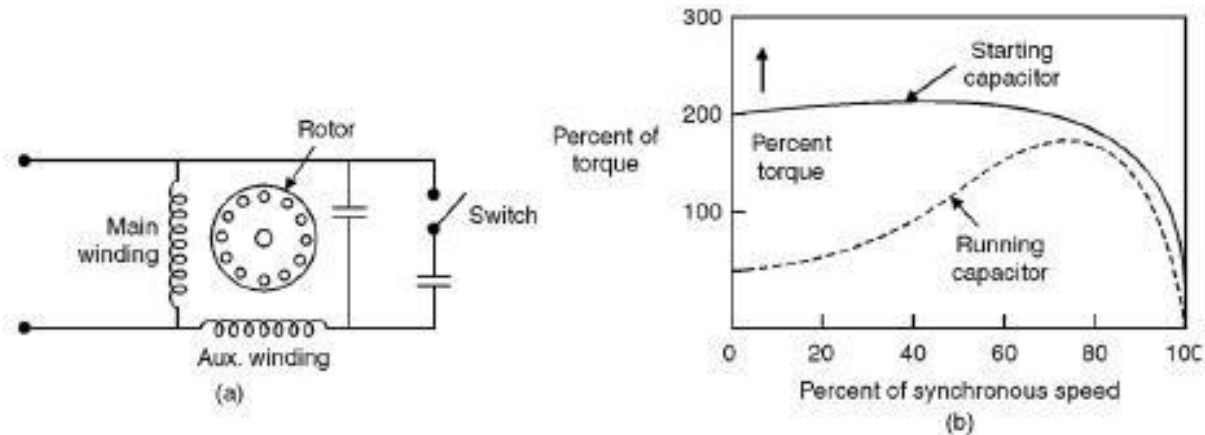 Rotor
Main
winding
Switch
Aux. winding
(a)
300
Starting
capacitor
200
Percent of
torque
Percent
torque
100
Running
capacitor
0
20
40
60
80
100
Percent of synchronous speed
(b)